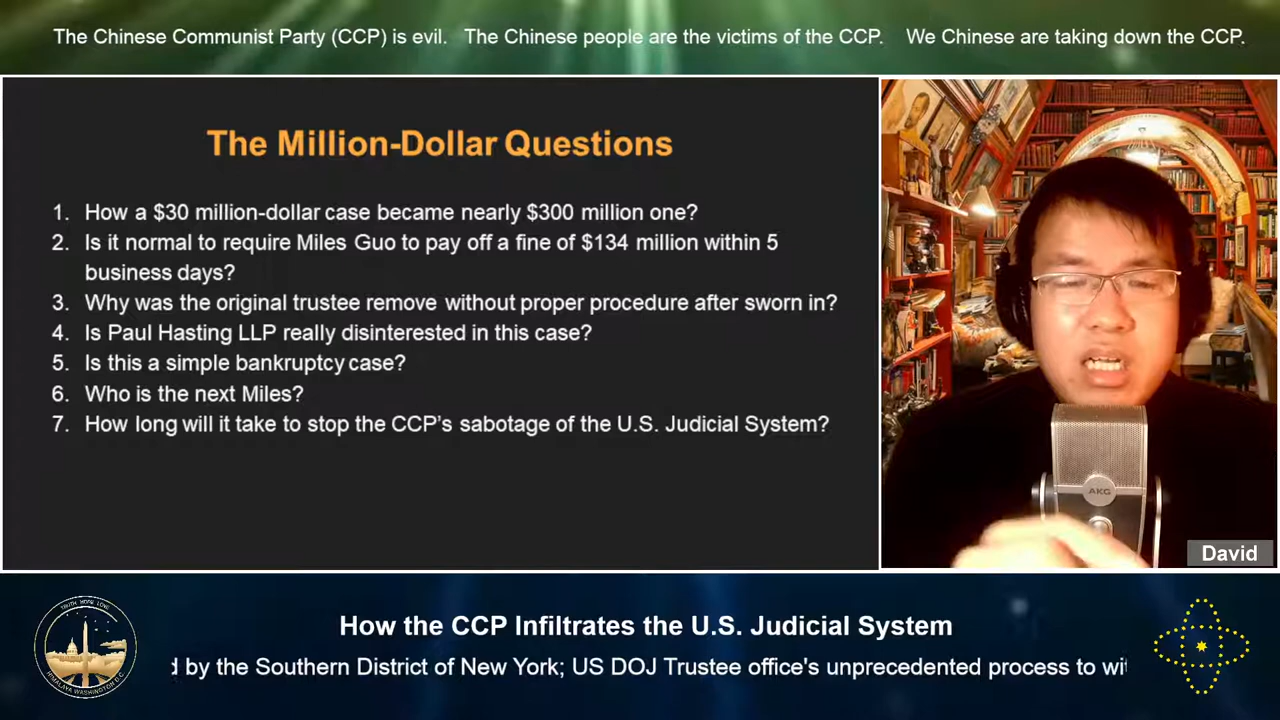 The Chinese Communist Party (CCP) is evil. The Chinese people are the victims of the CCP. We Chinese are taking down the CCP.
The Million-Dollar Questions
1. How a $30 million-dollar case became nearly $300 million one?
2. Is it normal to require Miles Guo to pay off a fine of $134 million within 5
business days?
3. Why was the original trustee remove without proper procedure after sworn in?
4. Is Paul Hasting LLP really disinterested in this case?
5. Is this a simple bankruptcy case?
6. Who is the next Miles?
7. How long will it take to stop the CCP's sabotage of the U.S. Judicial System?
AKG
David
TRUTH HOPE LOVE
HIMALAYA WASHINGTON D.C.
How the CCP Infiltrates the U.S. Judicial System
by the Southern District of New York; US DOJ Trustee office's unprecedented process to